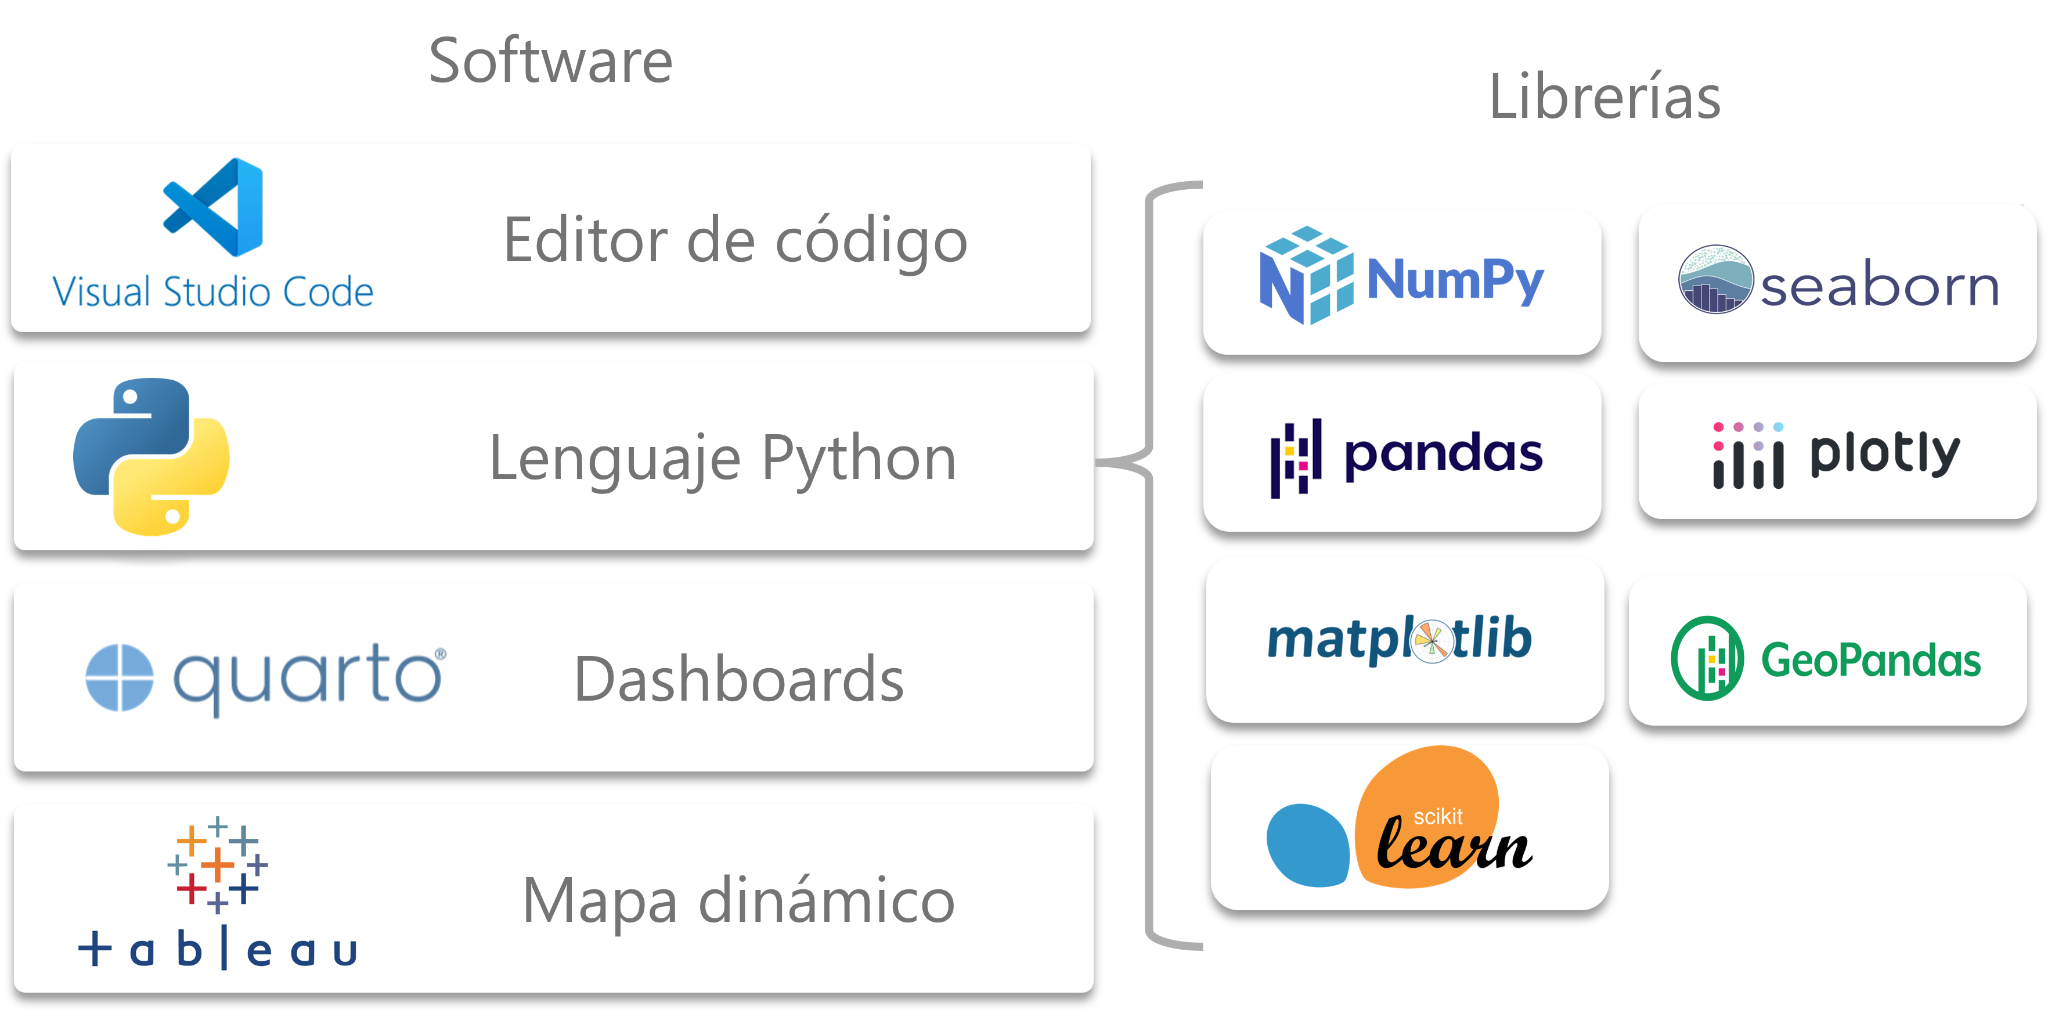 Software
Visual Studio Code
Editor de código
Lenguaje Python
quarto®
Dashboards
+ableau
Mapa dinámico
Librerías
NumPy
seaborn
pandas
plotly
matplotlib
GeoPandas
scikit
learn